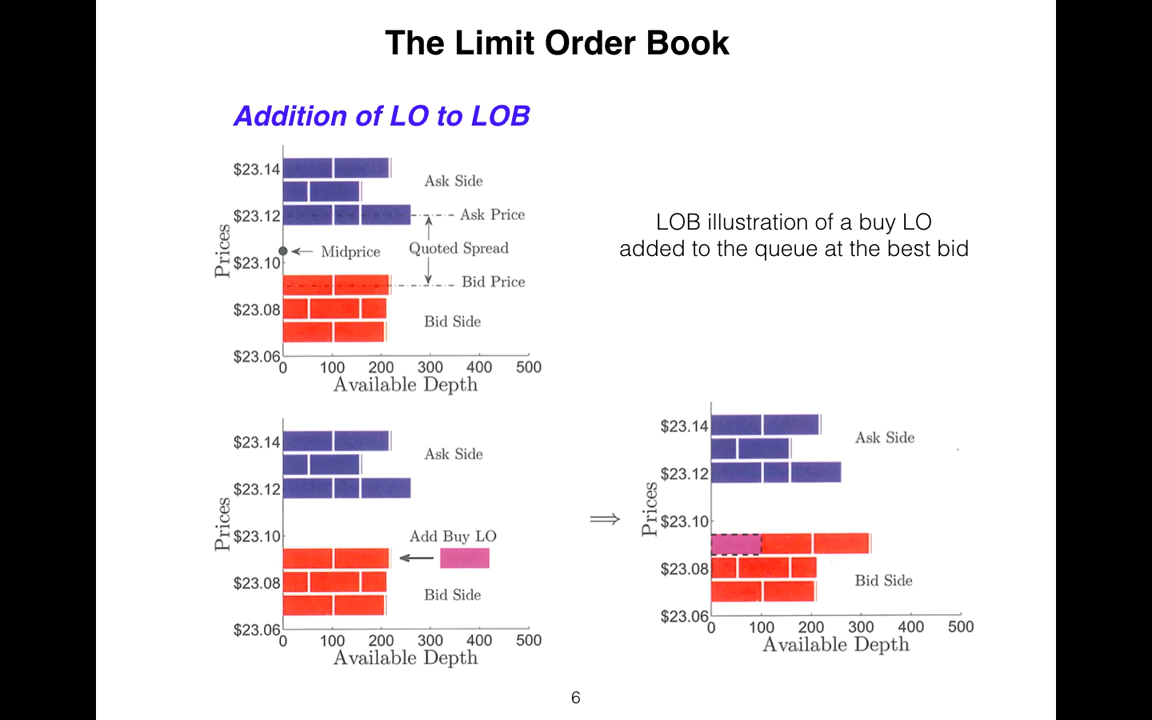 The Limit Order Book
Addition of LO to LOB
$23.14
Ask Side
$23.12
Ask Price
Prices
Midprice
Quoted Spread
$23.10
Bid Price
$23.08
Bid Side
$23.06
0 100 200 300 400 500
Available Depth
LOB illustration of a buy LO
added to the queue at the best bid
$23.14
Ask Side
$23.12
Prices
$23.10
Add Buy LO
$23.08
Bid Side
$23.06
0 100 200 300 400 500
Available Depth
⇒
$23.14
Ask Side
$23.12
Prices
$23.10
$23.08
Bid Side
$23.06
0 100 200 300 400 500
Available Depth
6